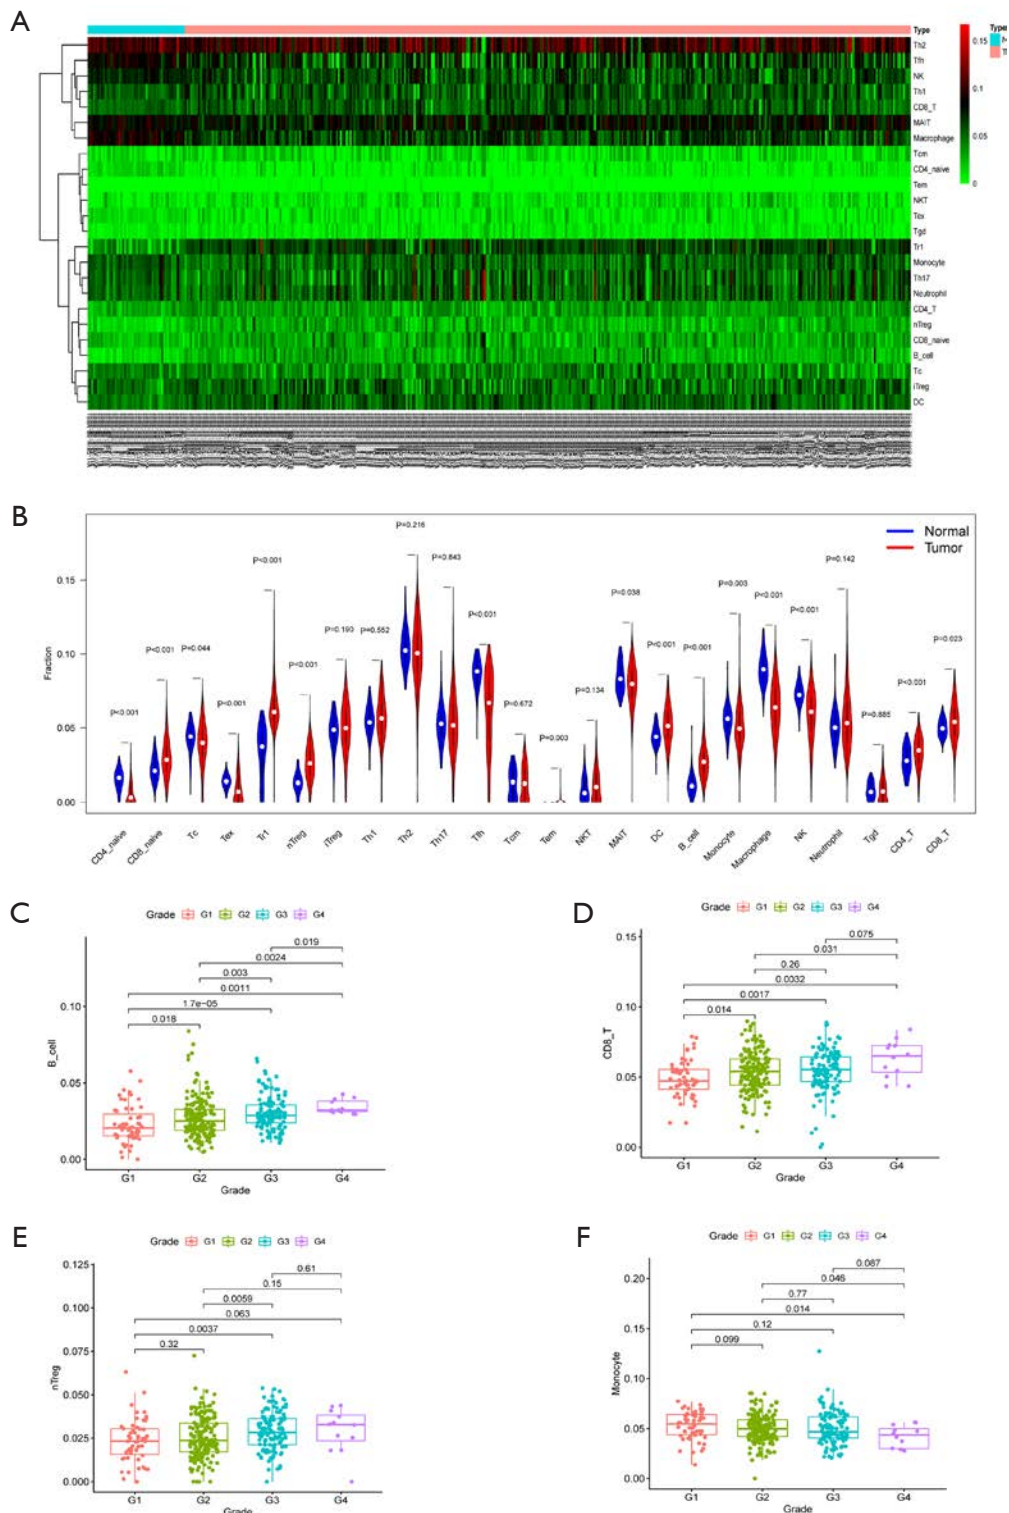 A
Type
Th2
Tfh
NK
Th1
CD8_T
MAIT
Macrophage
Tcm
CD4_naive
Tem
NKT
Tex
Tgd
Tr1
Monocyte
Th17
Neutrophil
CD4_T
nTreg
CD8_naive
B_cell
Tc
iTreg
DC
Type
0.15
0.1
0.05
0
B
Normal
Tumor
Fraction
0.15
0.10
0.05
0.00
P<0.001
P<0.001
P=0.044
P<0.001
P<0.001
P<0.001
P=0.193
P=0.552
P=0.216
P=0.843
P<0.001
P=0.672
P=0.003
P=0.134
P=0.038
P<0.001
P<0.001
P=0.003
P<0.001
P<0.001
P=0.142
P=0.885
P<0.001
P=0.023
CD4_naive
CD8_naive
Tc
Tex
Tr1
nTreg
iTreg
Th1
Th2
Th17
Tfh
Tcm
Tem
NKT
MAIT
DC
B_cell
Monocyte
Macrophage
NK
Neutrophil
Tgd
CD4_T
CD8_T
C
Grade G1 G2 G3 G4
0.019
0.0024
0.003
0.0011
1.7e−05
0.018
B_cell
0.10
0.05
0.00
G1 G2 G3 G4
Grade
D
Grade G1 G2 G3 G4
0.075
0.031
0.26
0.0032
0.0017
0.014
CD8_T
0.15
0.10
0.05
0.00
G1 G2 G3 G4
Grade
E
Grade G1 G2 G3 G4
0.61
0.15
0.0059
0.063
0.0037
0.32
nTreg
0.125
0.100
0.075
0.050
0.025
0.000
G1 G2 G3 G4
Grade
F
Grade G1 G2 G3 G4
0.087
0.046
0.77
0.014
0.12
0.099
Monocyte
0.20
0.15
0.10
0.05
0.00
G1 G2 G3 G4
Grade